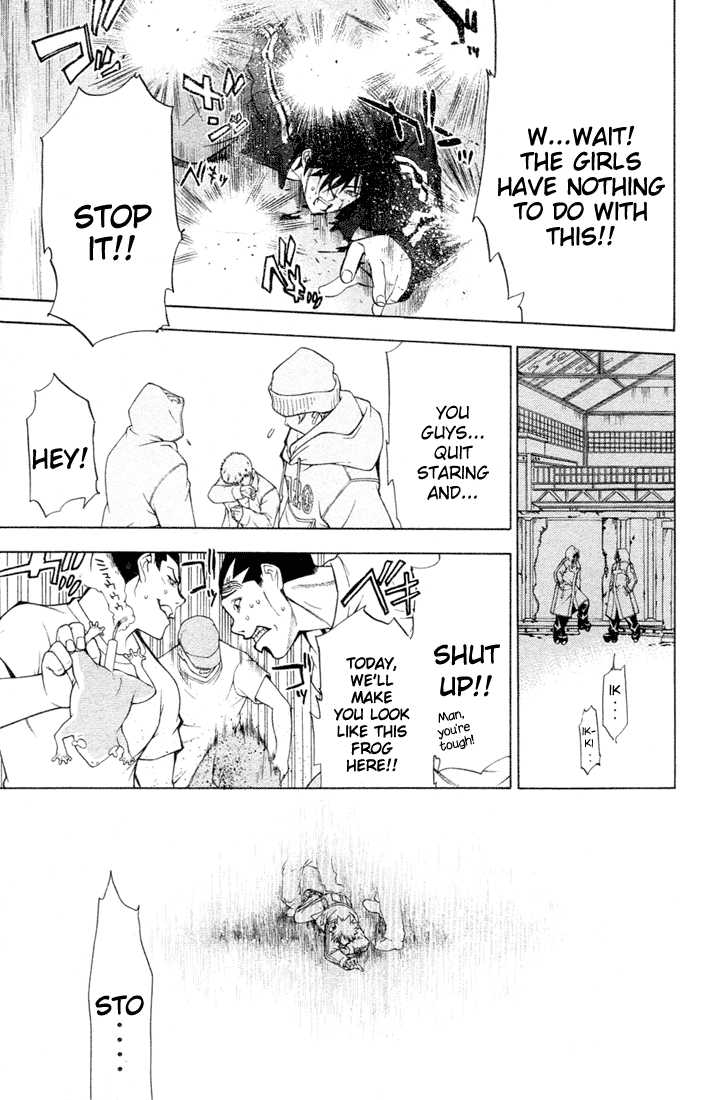 W...WAIT!
THE GIRLS
HAVE NOTHING
TO DO WITH
THIS!!
STOP
IT!!
IK
...
IK-
KI
...
YOU
GUYS...
QUIT
STARING
AND...
HEY!
SHUT
UP!!
Man,
you're
tough!
TODAY,
WE'LL
MAKE
YOU LOOK
LIKE THIS
FROG
HERE!!
STO
....